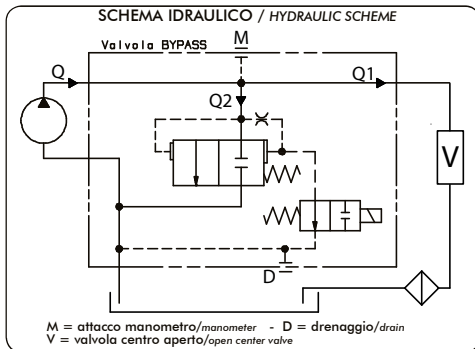 SCHEMA IDRAULICO / HYDRAULIC SCHEME
Valvola BYPASS
M
Q
Q1
Q2
V
D
M = attacco manometro/manometer - D = drenaggio/drain
V = valvola centro aperto/open center valve